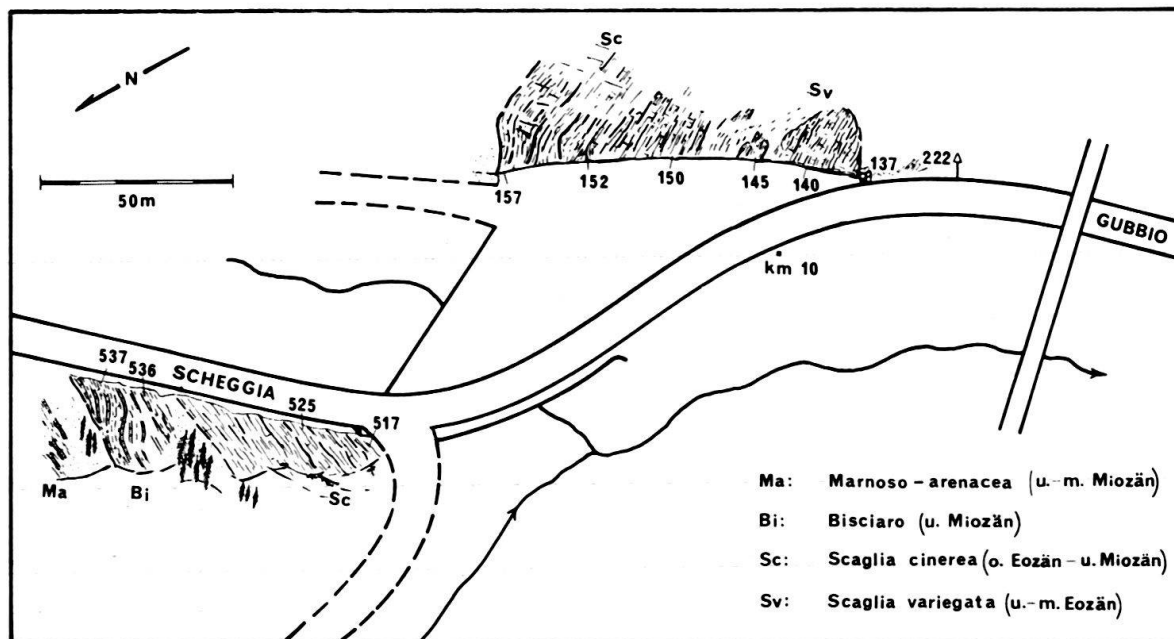 N
50m
Sc
Sv
157
152
150
145
140
137
222
GUBBIO
km 10
SCHEGGIA
537
536
525
517
Ma
Bi
Sc
Ma: Marnoso-arenacea (u.-m. Miozän)
Bi: Bisciaro (u. Miozän)
Sc: Scaglia cinerea (o. Eozän - u. Miozän)
Sv: Scaglia variegata (u.-m. Eozän)